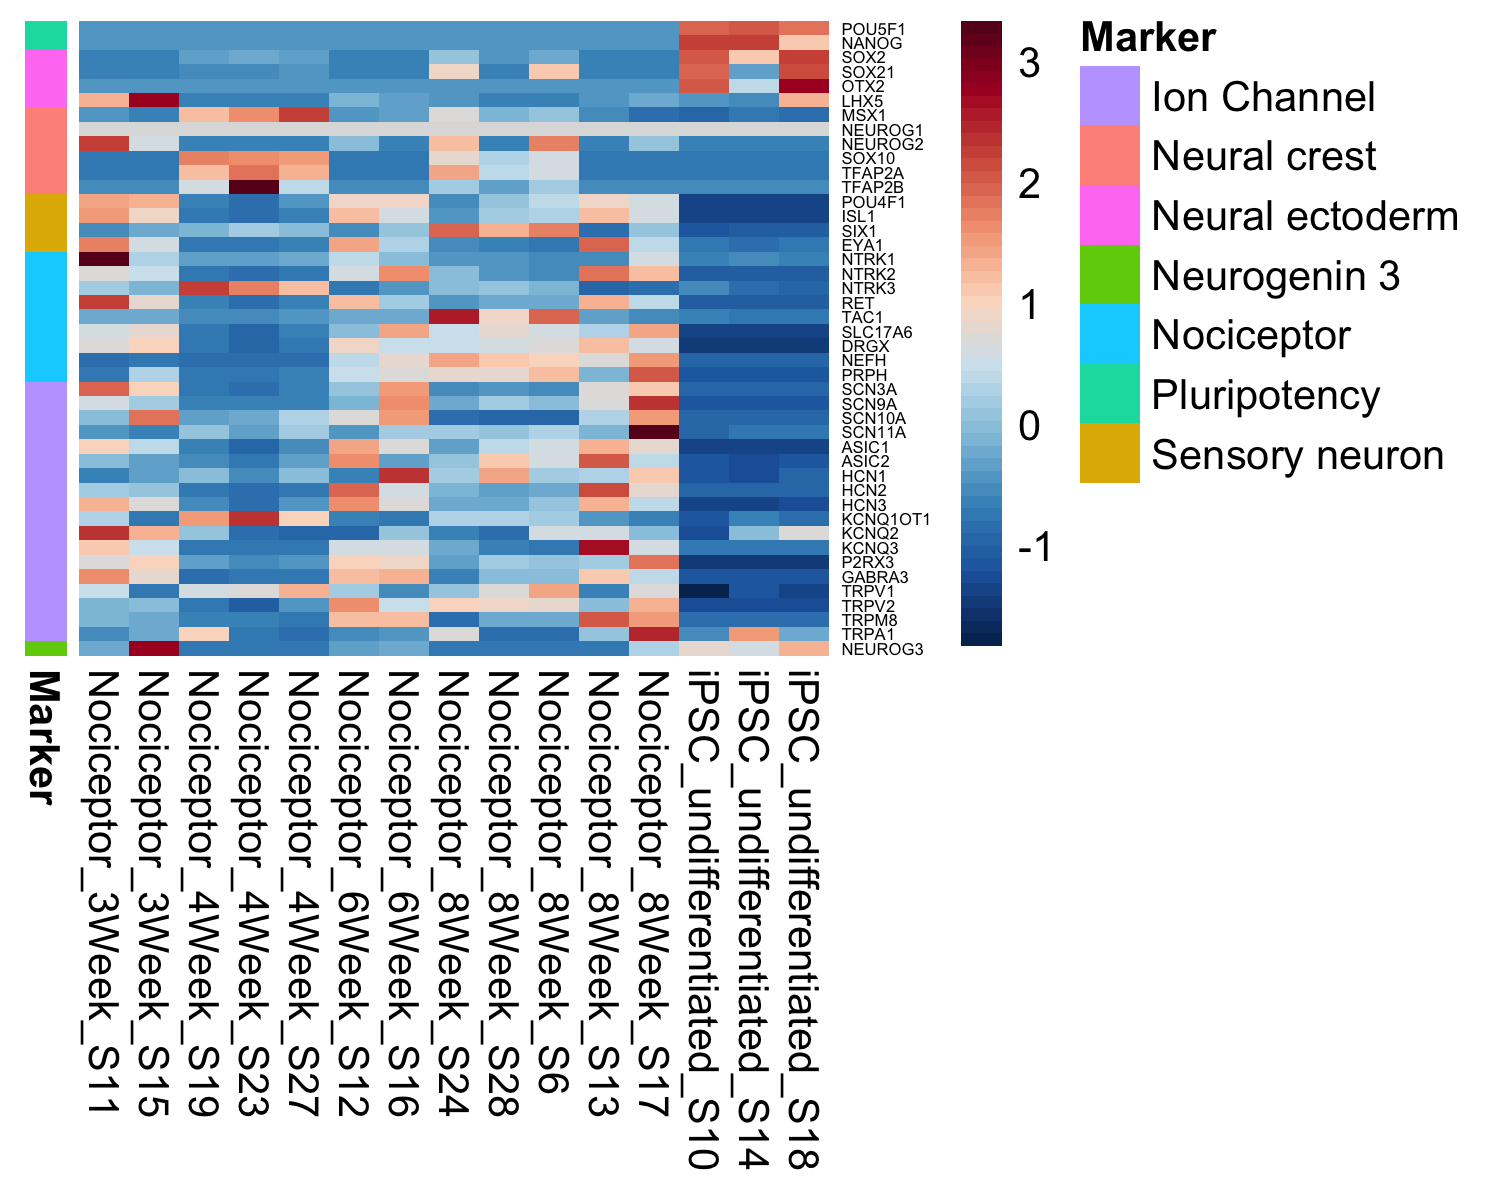 POU5F1
NANOG
SOX2
SOX21
OTX2
LHX5
MSX1
NEUROG1
NEUROG2
SOX10
TFAP2A
TFAP2B
POU4F1
ISL1
SIX1
EYA1
NTRK1
NTRK2
NTRK3
RET
TAC1
SLC17A6
DRGX
NEFH
PRPH
SCN3A
SCN9A
SCN10A
SCN11A
ASIC1
ASIC2
HCN1
HCN2
HCN3
KCNQ1OT1
KCNQ2
KCNQ3
P2RX3
GABRA3
TRPV1
TRPV2
TRPM8
TRPA1
NEUROG3
3
2
1
0
-1
Marker
Ion Channel
Neural crest
Neural ectoderm
Neurogenin 3
Nociceptor
Pluripotency
Sensory neuron
Marker
Nociceptor_3Week_S11
Nociceptor_3Week_S15
Nociceptor_4Week_S19
Nociceptor_4Week_S23
Nociceptor_4Week_S27
Nociceptor_6Week_S12
Nociceptor_6Week_S16
Nociceptor_8Week_S24
Nociceptor_8Week_S28
Nociceptor_8Week_S6
Nociceptor_8Week_S13
Nociceptor_8Week_S17
iPSC_undifferentiated_S10
iPSC_undifferentiated_S14
iPSC_undifferentiated_S18